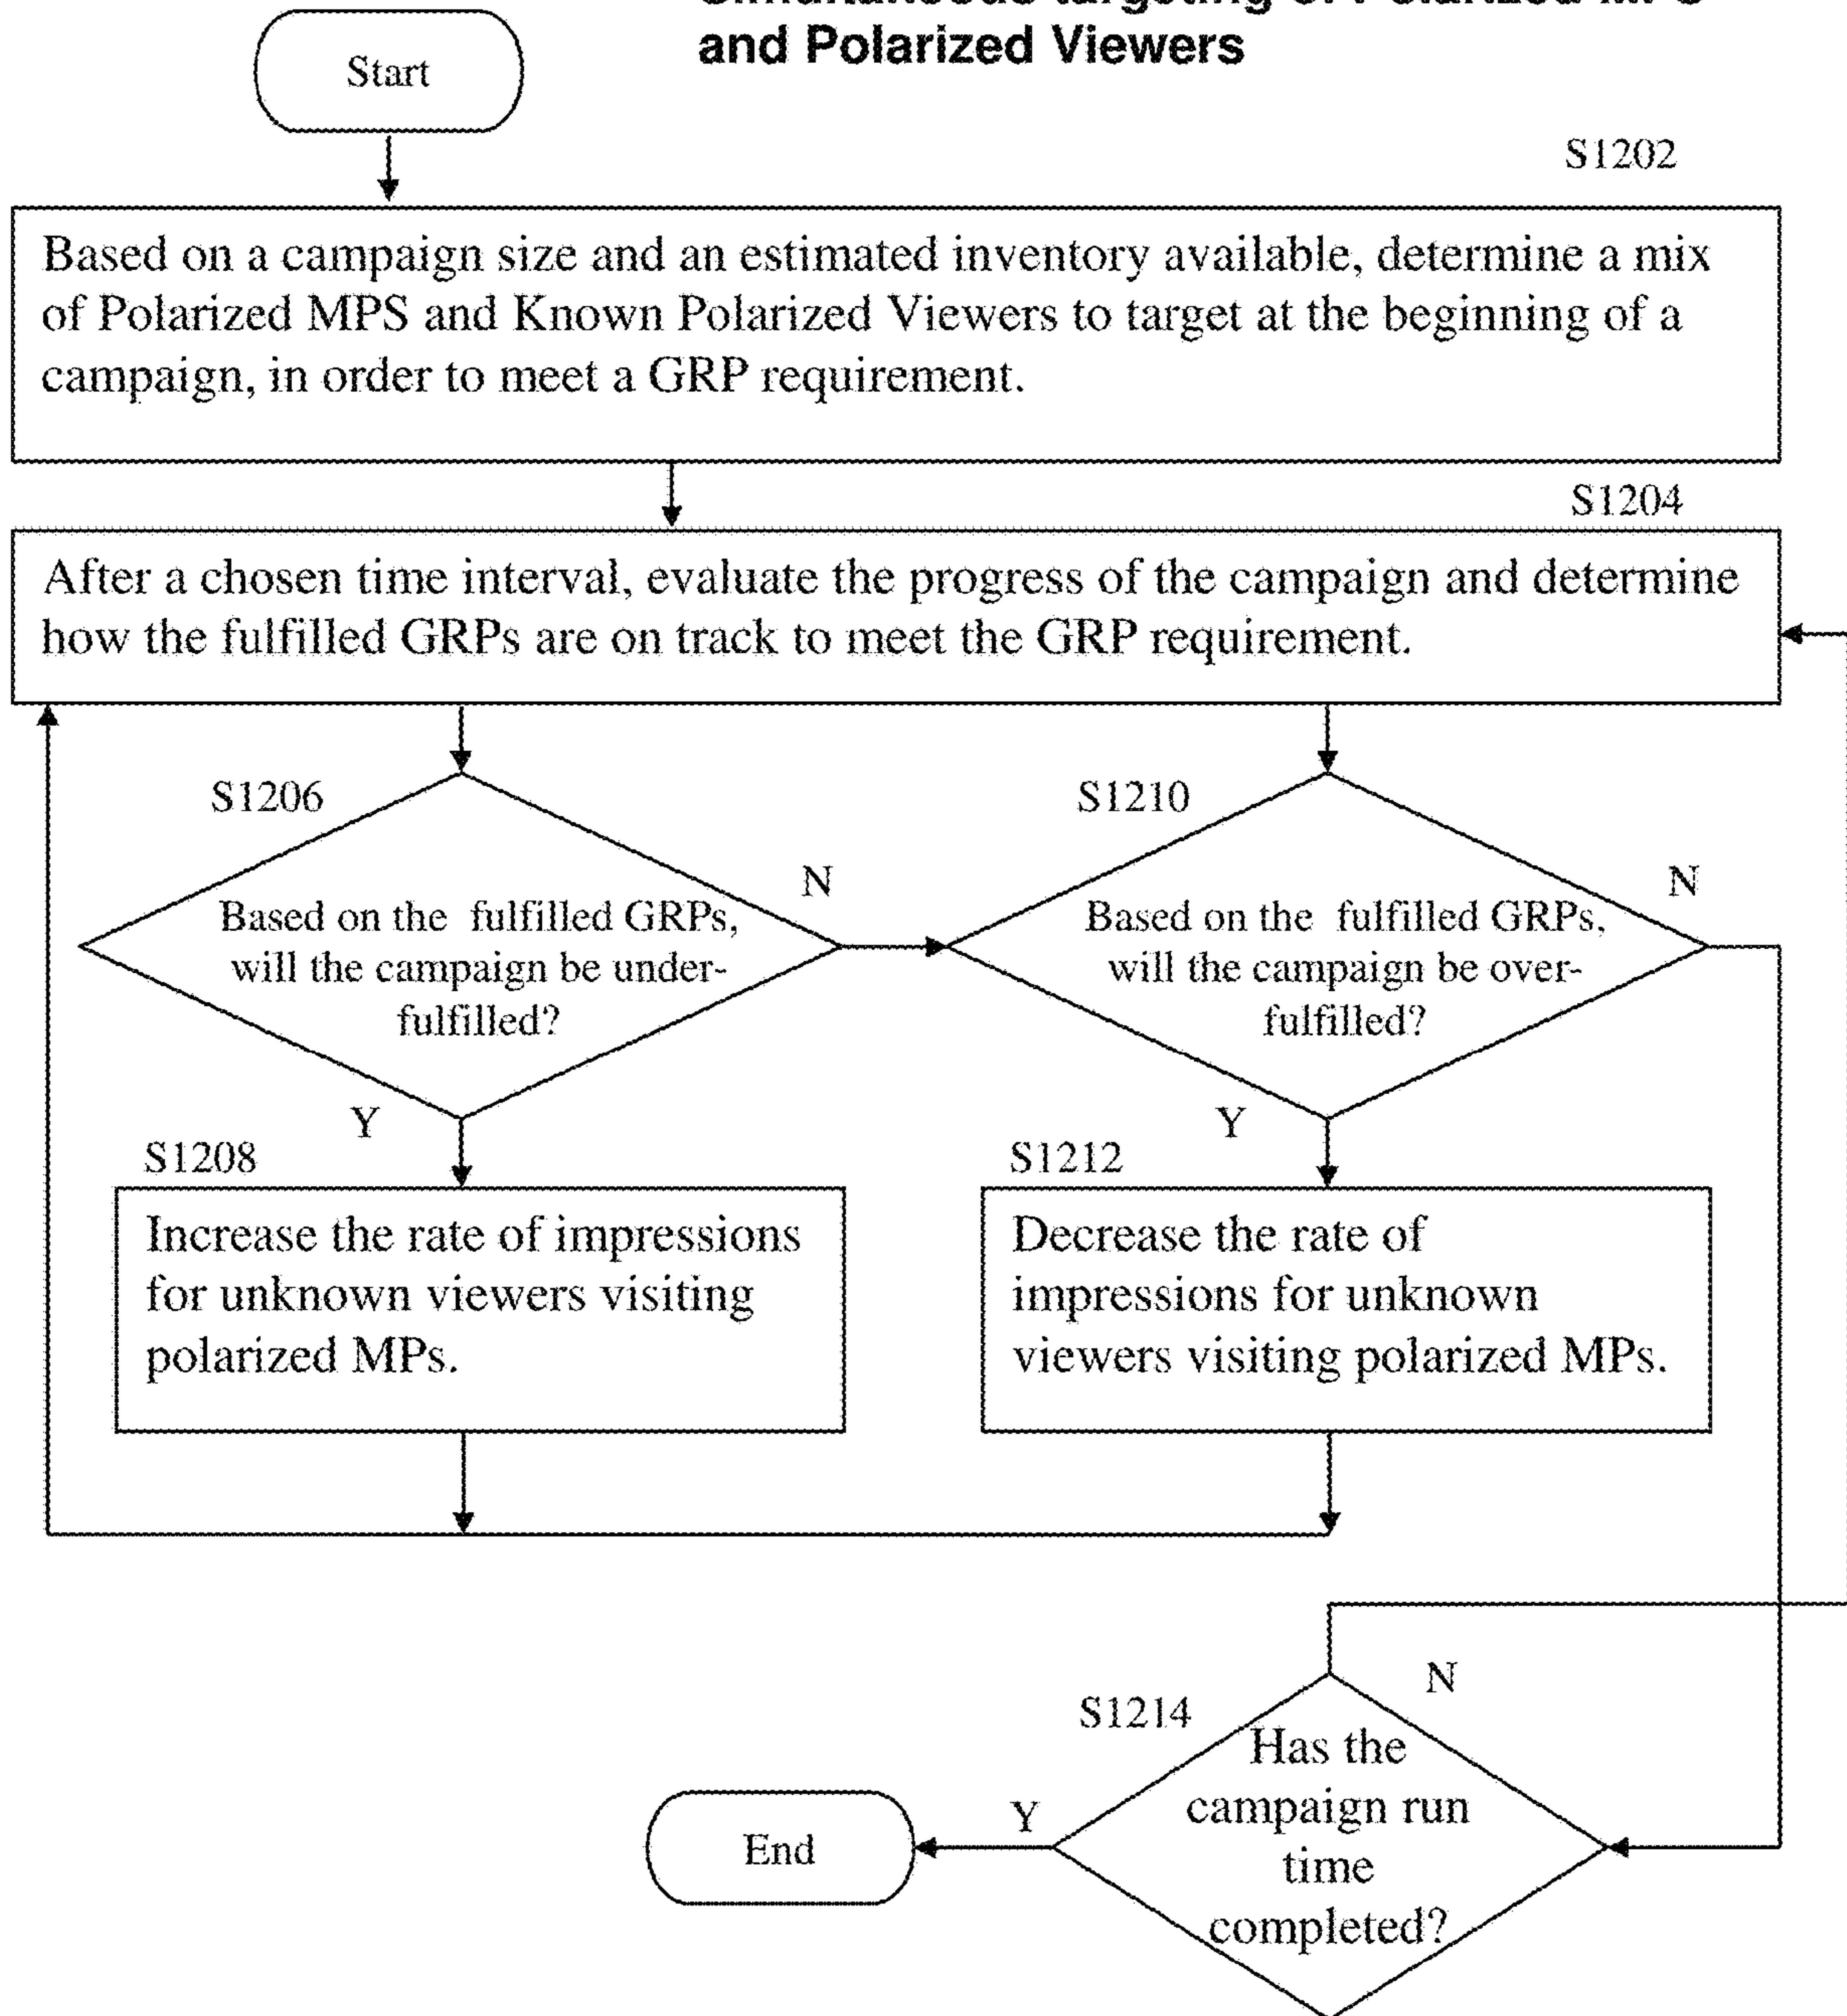 and Polarized Viewers
Start
S1202
Based on a campaign size and an estimated inventory available, determine a mix
of Polarized MPS and Known Polarized Viewers to target at the beginning of a
campaign, in order to meet a GRP requirement.
S1204
After a chosen time interval, evaluate the progress of the campaign and determine
how the fulfilled GRPs are on track to meet the GRP requirement.
S1206
N
Based on the fulfilled GRPs,
will the campaign be under-
fulfilled?
Y
S1210
N
Based on the fulfilled GRPs,
will the campaign be over-
fulfilled?
Y
S1208
Increase the rate of impressions
for unknown viewers visiting
polarized MPs.
S1212
Decrease the rate of
impressions for unknown
viewers visiting polarized MPs.
S1214
N
Has the
campaign run
time
completed?
Y
End